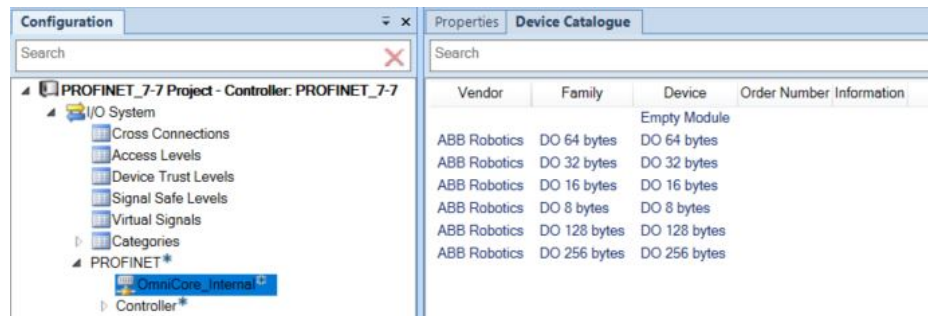 Configuration
Search
PROFINET_7-7 Project - Controller: PROFINET_7-7
I/O System
Cross Connections
Access Levels
Device Trust Levels
Signal Safe Levels
Virtual Signals
Categories
PROFINET*
OmniCore_Internal
Controller*
Properties Device Catalogue
Search
Vendor Family Device Order Number Information
Empty Module
ABB Robotics DO 64 bytes DO 64 bytes
ABB Robotics DO 32 bytes DO 32 bytes
ABB Robotics DO 16 bytes DO 16 bytes
ABB Robotics DO 8 bytes DO 8 bytes
ABB Robotics DO 128 bytes DO 128 bytes
ABB Robotics DO 256 bytes DO 256 bytes